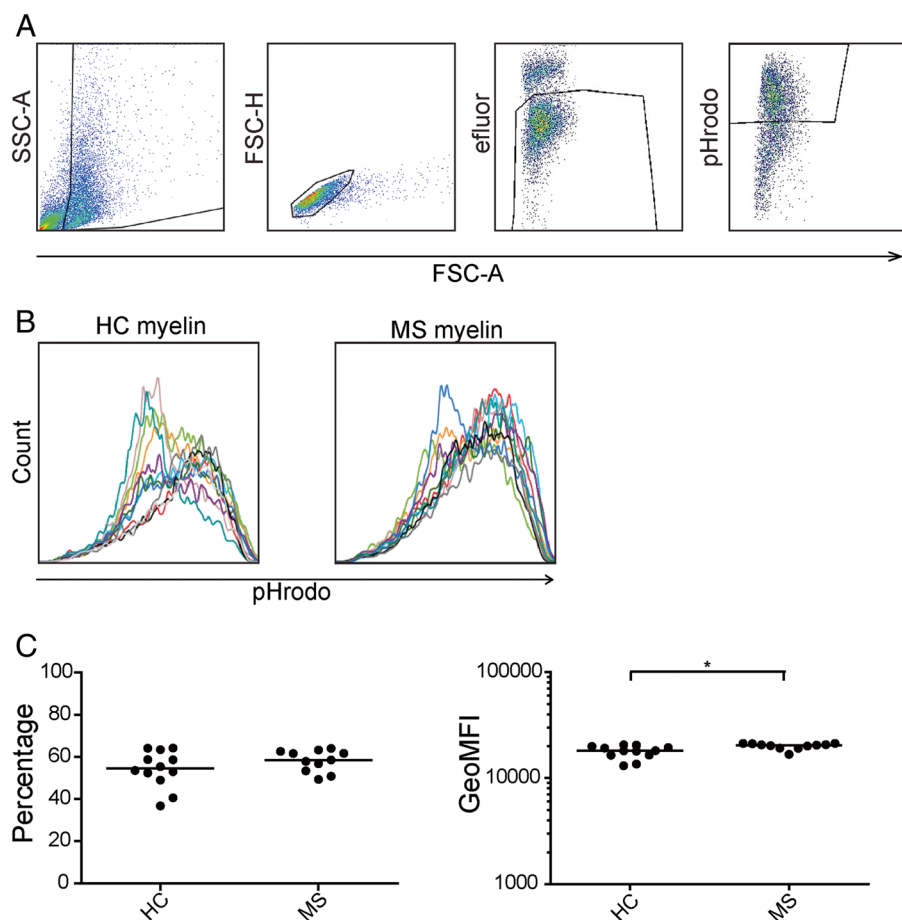 A
SSC-A
FSC-H
efluor
pHrodo
FSC-A
B
HC myelin
MS myelin
Count
pHrodo
C
Percentage
100
80
60
40
20
0
HC
MS
GeoMFI
100000
10000
1000
*
HC
MS